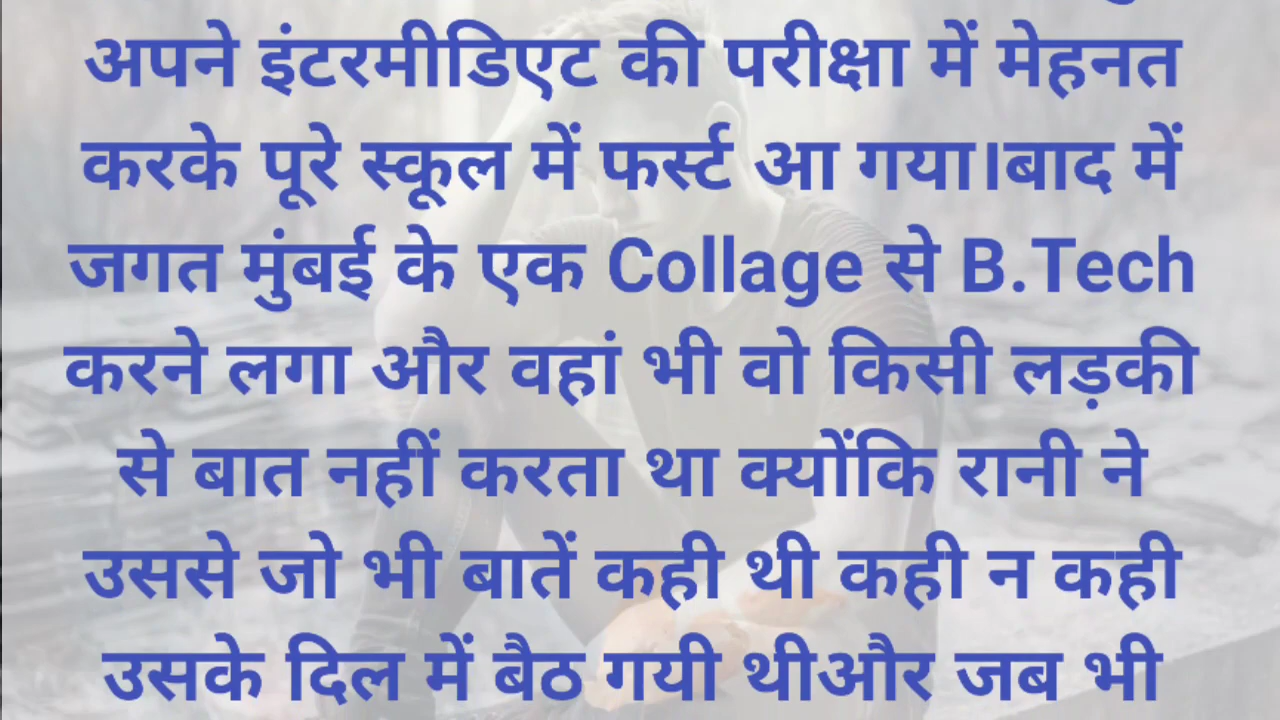 अपने इंटरमीडिएट की परीक्षा में मेहनत
करके पूरे स्कूल में फर्स्ट आ गया।बाद में
जगत मुंबई के एक Collage से B.Tech
करने लगा और वहां भी वो किसी लड़की
से बात नहीं करता था क्योंकि रानी ने
उससे जो भी बातें कही थी कही न कही
उसके दिल में बैठ गयी थीऔर जब भी